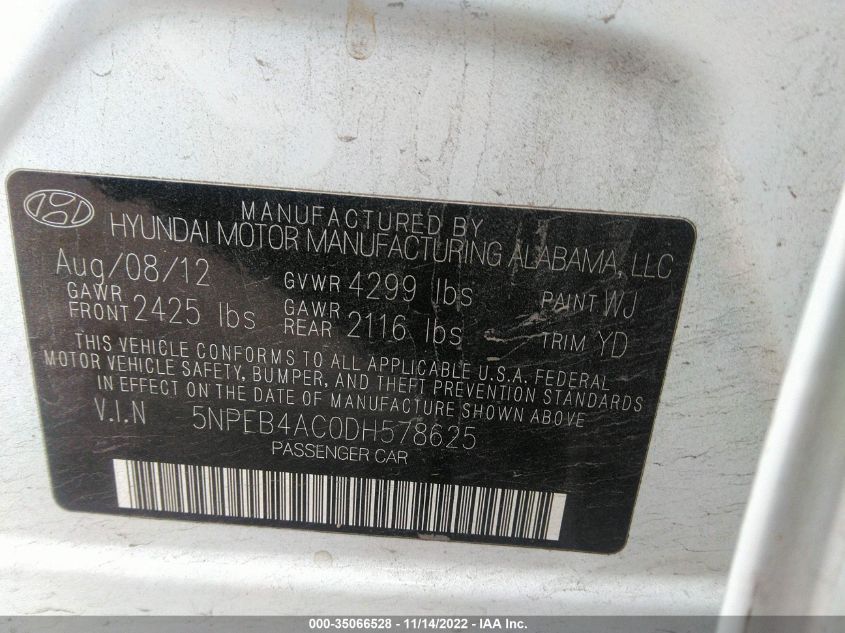 MANUFACTURED BY
HYUNDAI MOTOR MANUFACTURING ALABAMA, LLC
Aug/08/12 GVWR 4299 lbs PAINT WJ
GAWR FRONT 2425 lbs GAWR REAR 2116 lbs TRIM YD
THIS VEHICLE CONFORMS TO ALL APPLICABLE U.S.A. FEDERAL
MOTOR VEHICLE SAFETY, BUMPER, AND THEFT PREVENTION STANDARDS
IN EFFECT ON THE DATE OF MANUFACTURE SHOWN ABOVE
V.I.N 5NPEB4AC0DH578625
PASSENGER CAR
000-35066528 - 11/14/2022 - IAA Inc.